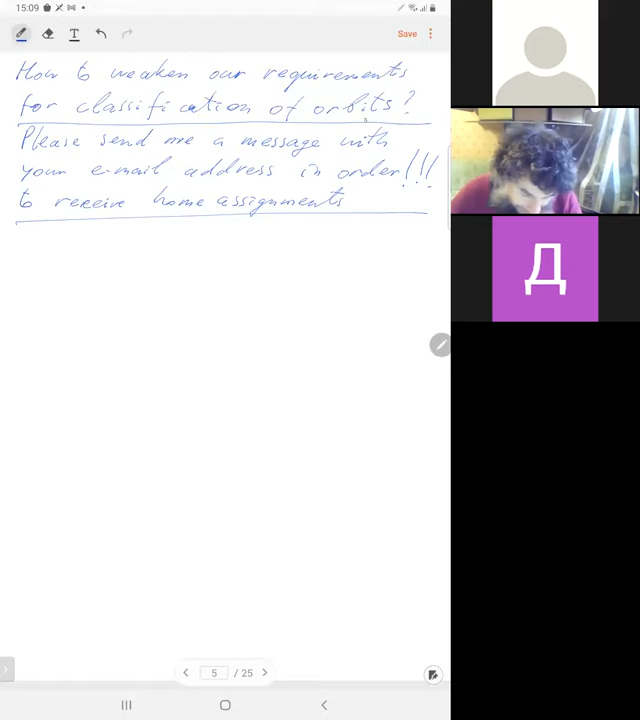 15:09
Save
How to weaken our requirements
for classification of orbits?
Please send me a message with
your e-mail address in order!!!
to receive home assignments
5 / 25
Д